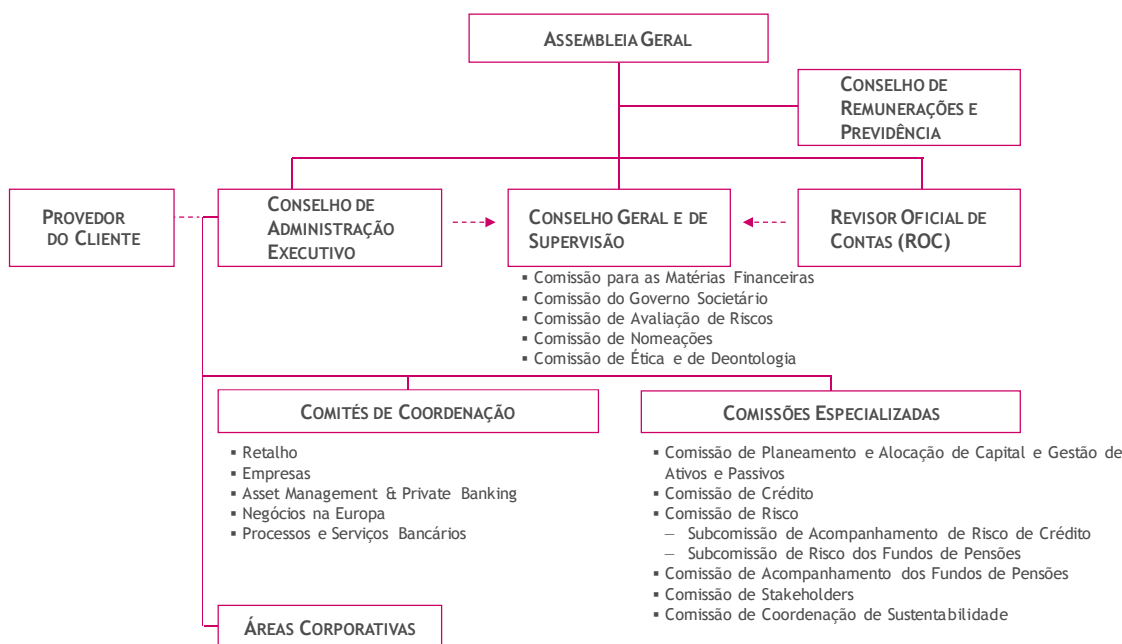 ASSEMBLEIA GERAL
CONSELHO DE
REMUNERAÇÕES E
PREVIDÊNCIA
PROVEDOR
DO CLIENTE
CONSELHO DE
ADMINISTRAÇÃO
EXECUTIVO
CONSELHO GERAL E DE
SUPERVISÃO
REVISOR OFICIAL DE
CONTAS (ROC)
▪ Comissão para as Matérias Financeiras
▪ Comissão do Governo Societário
▪ Comissão de Avaliação de Riscos
▪ Comissão de Nomeações
▪ Comissão de Ética e de Deontologia
COMITÉS DE COORDENAÇÃO
▪ Retalho
▪ Empresas
▪ Asset Management & Private Banking
▪ Negócios na Europa
▪ Processos e Serviços Bancários
COMISSÕES ESPECIALIZADAS
▪ Comissão de Planeamento e Alocação de Capital e Gestão de
Ativos e Passivos
▪ Comissão de Crédito
▪ Comissão de Risco
– Subcomissão de Acompanhamento de Risco de Crédito
– Subcomissão de Risco dos Fundos de Pensões
▪ Comissão de Acompanhamento dos Fundos de Pensões
▪ Comissão de Stakeholders
▪ Comissão de Coordenação de Sustentabilidade
ÁREAS CORPORATIVAS